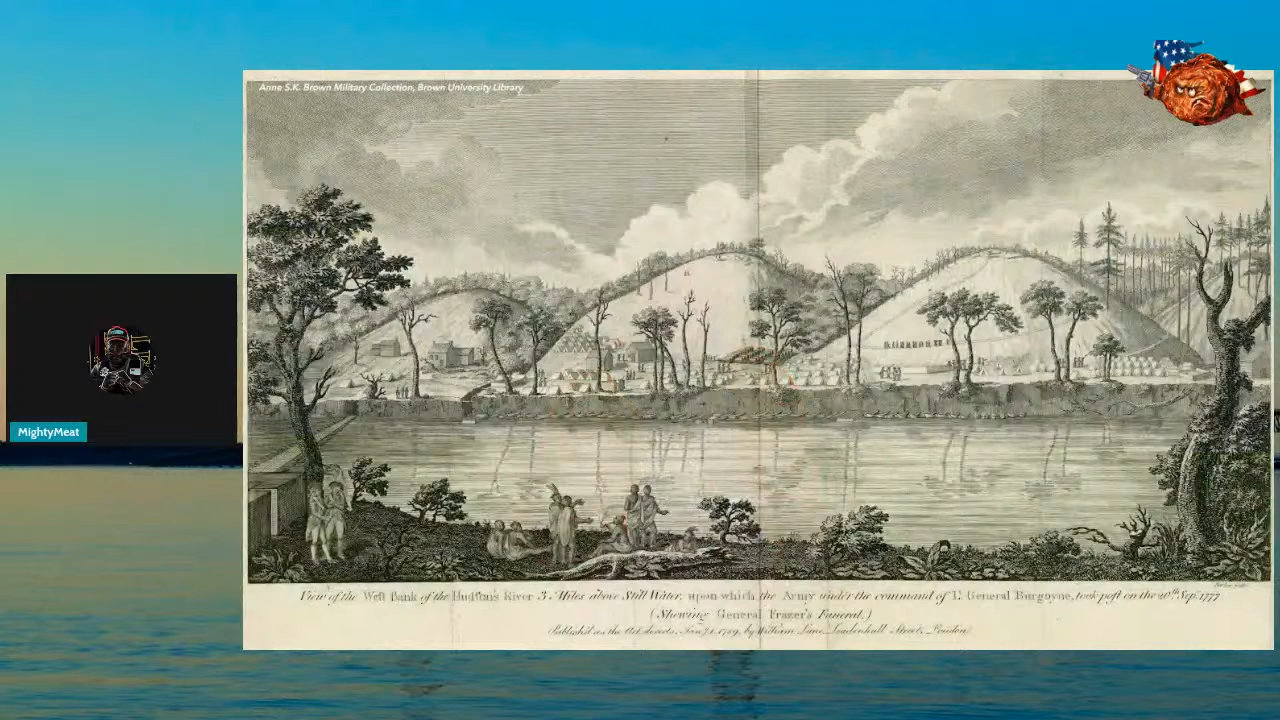 Anne S.K. Brown Military Collection, Brown University Library
MightyMeat
View of the West Bank of the Hudson's River 3 Miles above Still Water, upon which the Army under the command of Lt. General Burgoyne, took post on the 20th. Sepr. 1777.
(Shewing General Frazer's Funeral.)
Published as the Act directs, Jany. 1. 1789, by William Lane Leadenhall Street, London